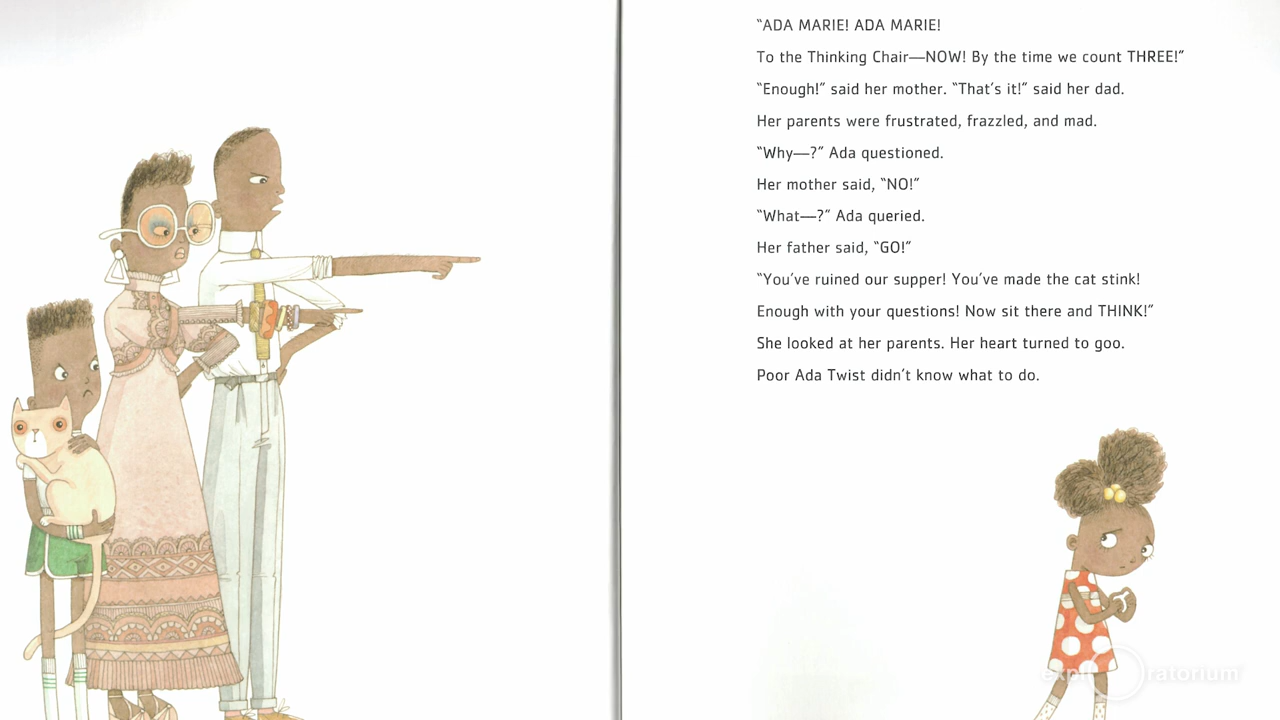 “ADA MARIE! ADA MARIE!
To the Thinking Chair—NOW! By the time we count THREE!”
“Enough!” said her mother. “That’s it!” said her dad.
Her parents were frustrated, frazzled, and mad.
“Why—?” Ada questioned.
Her mother said, “NO!”
“What—?” Ada queried.
Her father said, “GO!”
“You’ve ruined our supper! You’ve made the cat stink!
Enough with your questions! Now sit there and THINK!”
She looked at her parents. Her heart turned to goo.
Poor Ada Twist didn’t know what to do.
exploratorium